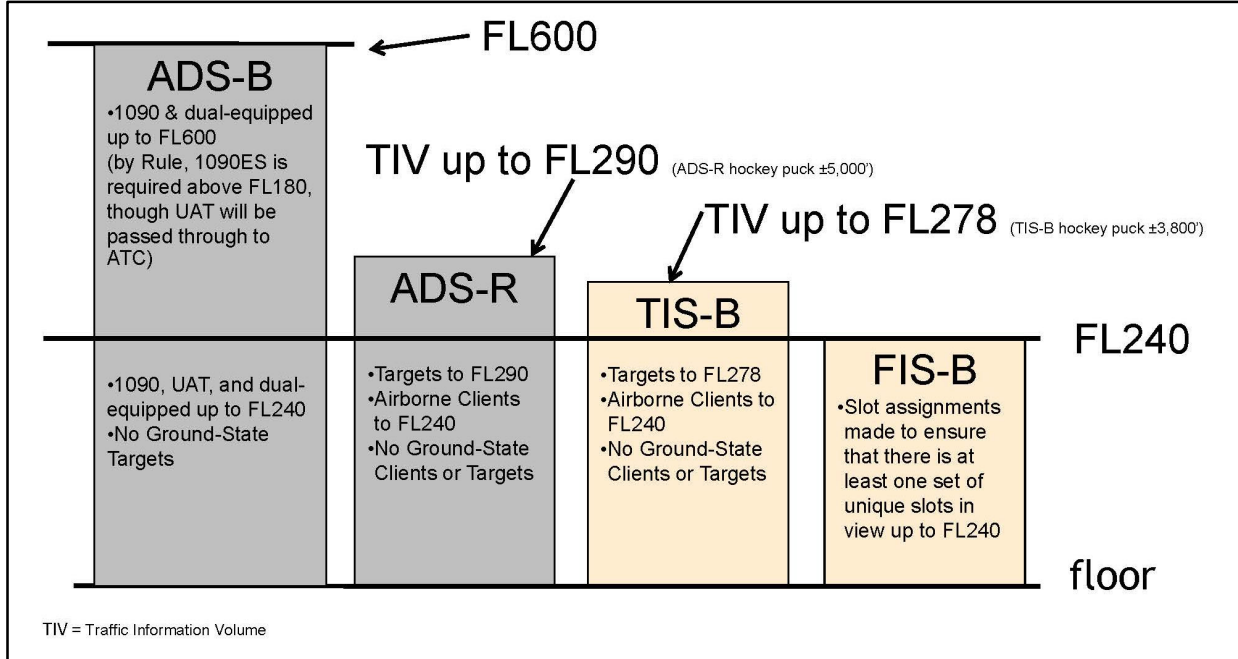 FL600
ADS-B
•1090 & dual-equipped
up to FL600
(by Rule, 1090ES is
required above FL180,
though UAT will be
passed through to
ATC)
TIV up to FL290 (ADS-R hockey puck ±5,000’)
TIV up to FL278 (TIS-B hockey puck ±3,800’)
ADS-R
TIS-B
FL240
•1090, UAT, and dual-
equipped up to FL240
•No Ground-State
Targets
•Targets to FL290
•Airborne Clients
to FL240
•No Ground-State
Clients or Targets
•Targets to FL278
•Airborne Clients to
FL240
•No Ground-State
Clients or Targets
FIS-B
•Slot assignments
made to ensure
that there is at
least one set of
unique slots in
view up to FL240
floor
TIV = Traffic Information Volume